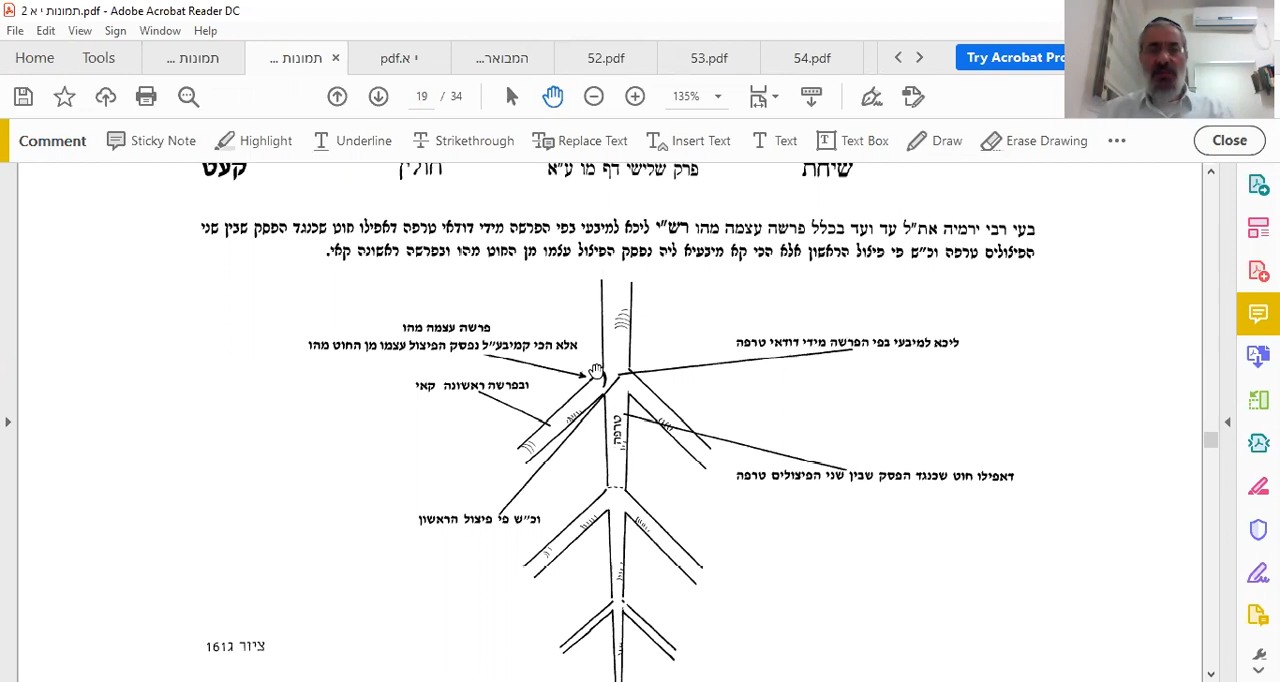 תמונות י א 2.pdf - Adobe Acrobat Reader DC
File Edit View Sign Window Help
Home Tools תמונות ... תמונות ... × י א.pdf המבואר... 52.pdf 53.pdf 54.pdf Try Acrobat Pro
19 / 34 135%
Comment Sticky Note Highlight Underline Strikethrough Replace Text Insert Text Text Text Box Draw Erase Drawing ••• Close
שיחת פרק שלישי דף מו ע"א חולין קעט
בעי רבי ירמיה את"ל עד ועד בכלל פרשה עצמה מהו רש"י ליכא למיבעי בפי הפרשה מידי דודאי טרפה דאפילו חוט שכנגד הפסק שבין שני
הפיצולים טרפה וכ"ש פי פיצול הראשון אלא הכי קא מיבעיא ליה נפסק הפיצול עצמו מן החוט מהו ובפרשה ראשונה קאי.
פרשה עצמה מהו
אלא הכי קמיבע"ל נפסק הפיצול עצמו מן החוט מהו
ליכא למיבעי בפי הפרשה מידי דודאי טרפה
ובפרשה ראשונה קאי
טרפה
דאפילו חוט שכנגד הפסק שבין שני הפיצולים טרפה
וכ"ש פי פיצול הראשון
ציור ג161